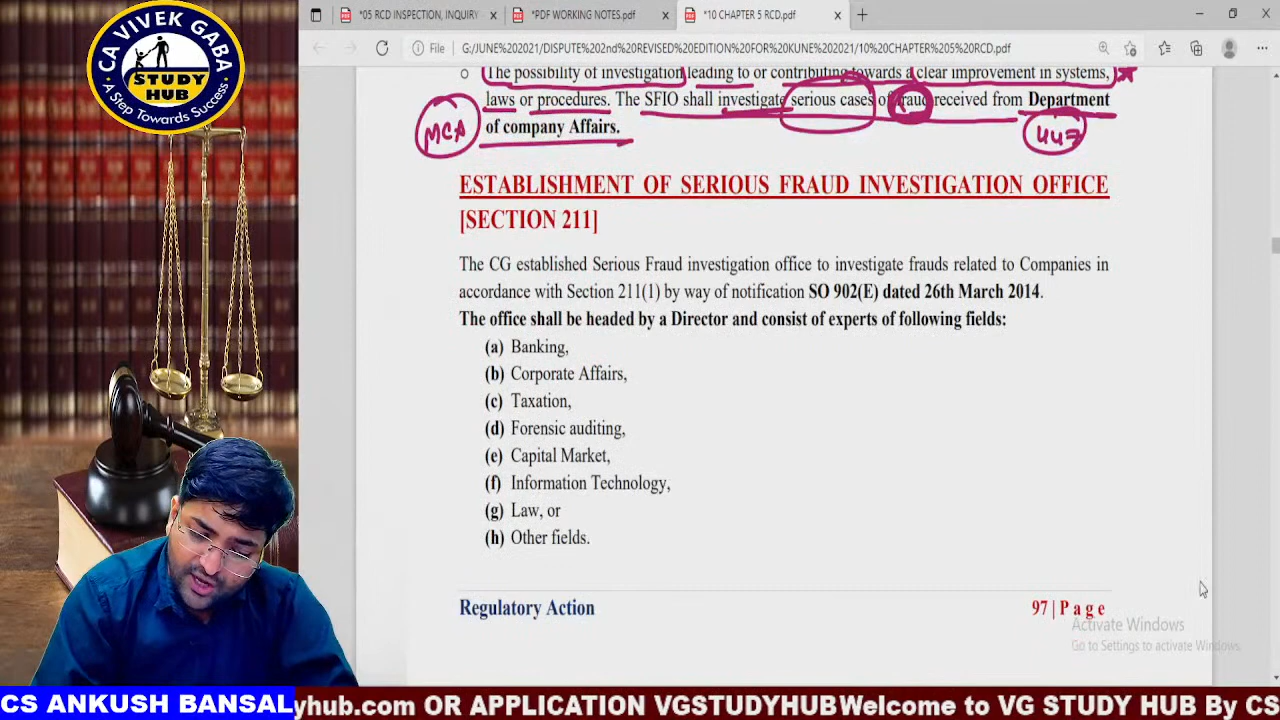 CA VIVEK GABA
STUDY
HUB
A Step Towards Success
*05 RCD INSPECTION, INQUIRY
*PDF WORKING NOTES.pdf
*10 CHAPTER 5 RCD.pdf
File
G:/JUNE%202021/DISPUTE%202nd%20REVISED%20EDITION%20FOR%20KUNE%202021/10%20CHAPTER%205%20RCD.pdf
The possibility of investigation leading to or contributing towards a clear improvement in systems,
laws or procedures. The SFIO shall investigate serious cases of fraud received from Department
of company Affairs.
MCA
447
ESTABLISHMENT OF SERIOUS FRAUD INVESTIGATION OFFICE
[SECTION 211]
The CG established Serious Fraud investigation office to investigate frauds related to Companies in
accordance with Section 211(1) by way of notification SO 902(E) dated 26th March 2014.
The office shall be headed by a Director and consist of experts of following fields:
(a) Banking,
(b) Corporate Affairs,
(c) Taxation,
(d) Forensic auditing,
(e) Capital Market,
(f) Information Technology,
(g) Law, or
(h) Other fields.
Regulatory Action
97 | P a g e
Activate Windows
Go to Settings to activate Windows.
CS ANKUSH BANSAL
yhub.com OR APPLICATION VGSTUDYHUBWelcome to VG STUDY HUB By CS